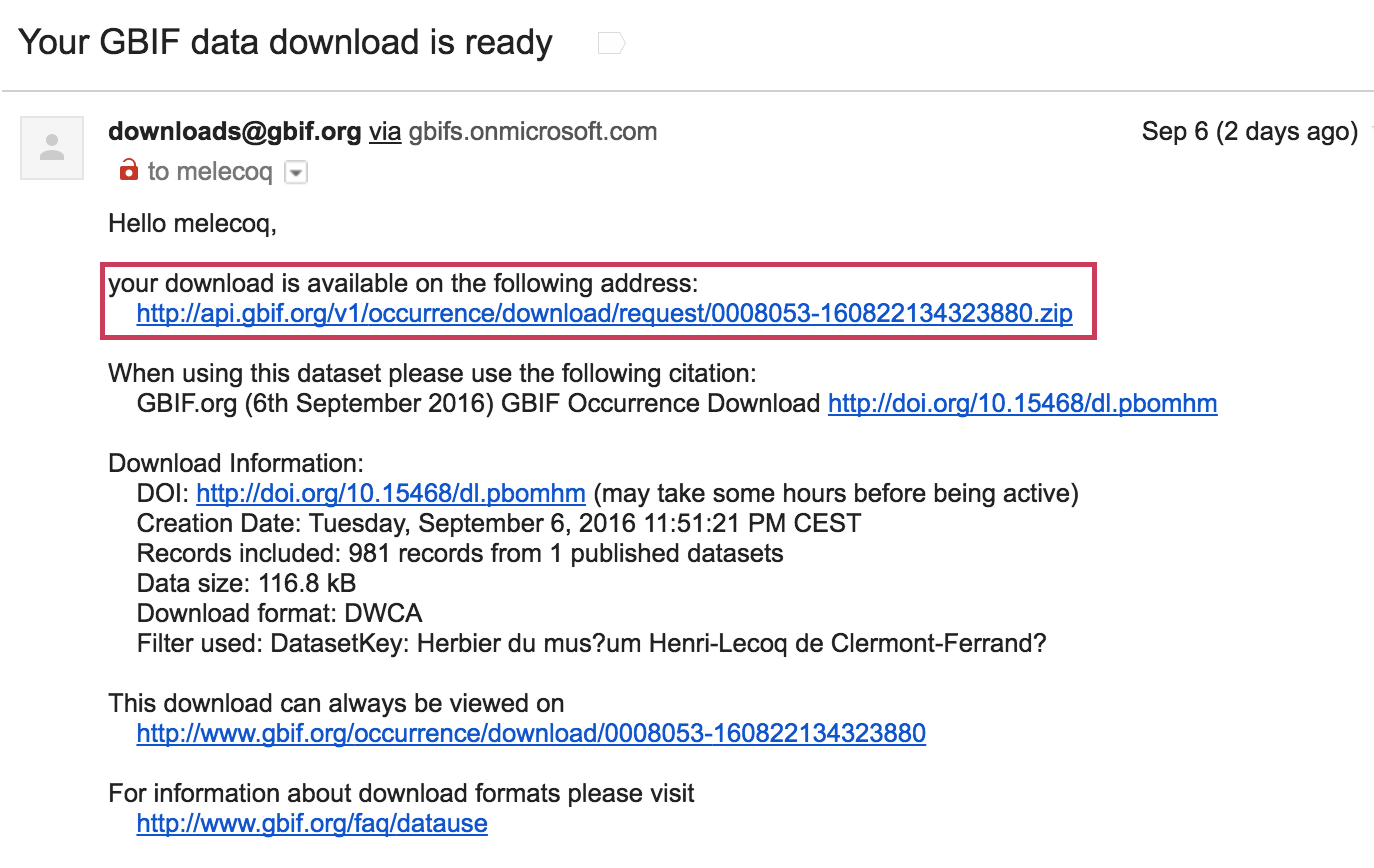 Your GBIF data download is ready
downloads@gbif.org via gbifs.onmicrosoft.com
Sep 6 (2 days ago)
to melecoq
Hello melecoq,
your download is available on the following address:
http://api.gbif.org/v1/occurrence/download/request/0008053-160822134323880.zip
When using this dataset please use the following citation:
GBIF.org (6th September 2016) GBIF Occurrence Download http://doi.org/10.15468/dl.pbomhm
Download Information:
DOI: http://doi.org/10.15468/dl.pbomhm (may take some hours before being active)
Creation Date: Tuesday, September 6, 2016 11:51:21 PM CEST
Records included: 981 records from 1 published datasets
Data size: 116.8 kB
Download format: DWCA
Filter used: DatasetKey: Herbier du mus?um Henri-Lecoq de Clermont-Ferrand?
This download can always be viewed on
http://www.gbif.org/occurrence/download/0008053-160822134323880
For information about download formats please visit
http://www.gbif.org/faq/datause